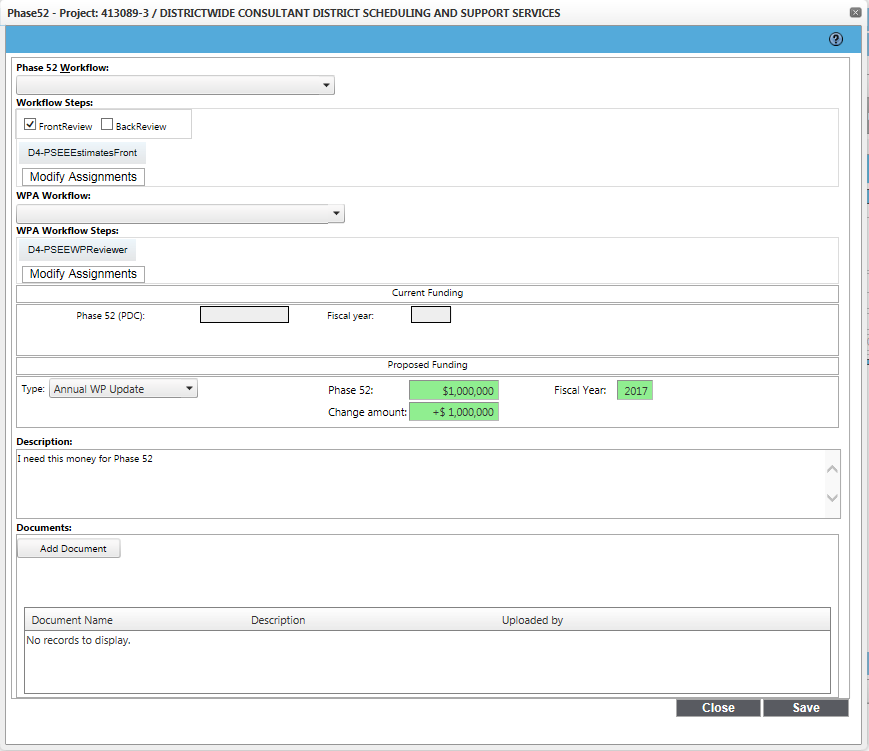 Phase52 - Project: 413089-3 / DISTRICTWIDE CONSULTANT DISTRICT SCHEDULING AND SUPPORT SERVICES
?
Phase 52 Workflow:
Workflow Steps:
FrontReview BackReview
D4-PSEEEstimatesFront
Modify Assignments
WPA Workflow:
WPA Workflow Steps:
D4-PSEEWPReviewer
Modify Assignments
Current Funding
Phase 52 (PDC): Fiscal year:
Proposed Funding
Type: Annual WP Update Phase 52: $1,000,000 Fiscal Year: 2017
Change amount: +$ 1,000,000
Description:
I need this money for Phase 52
Documents:
Add Document
Document Name Description Uploaded by
No records to display.
Close Save